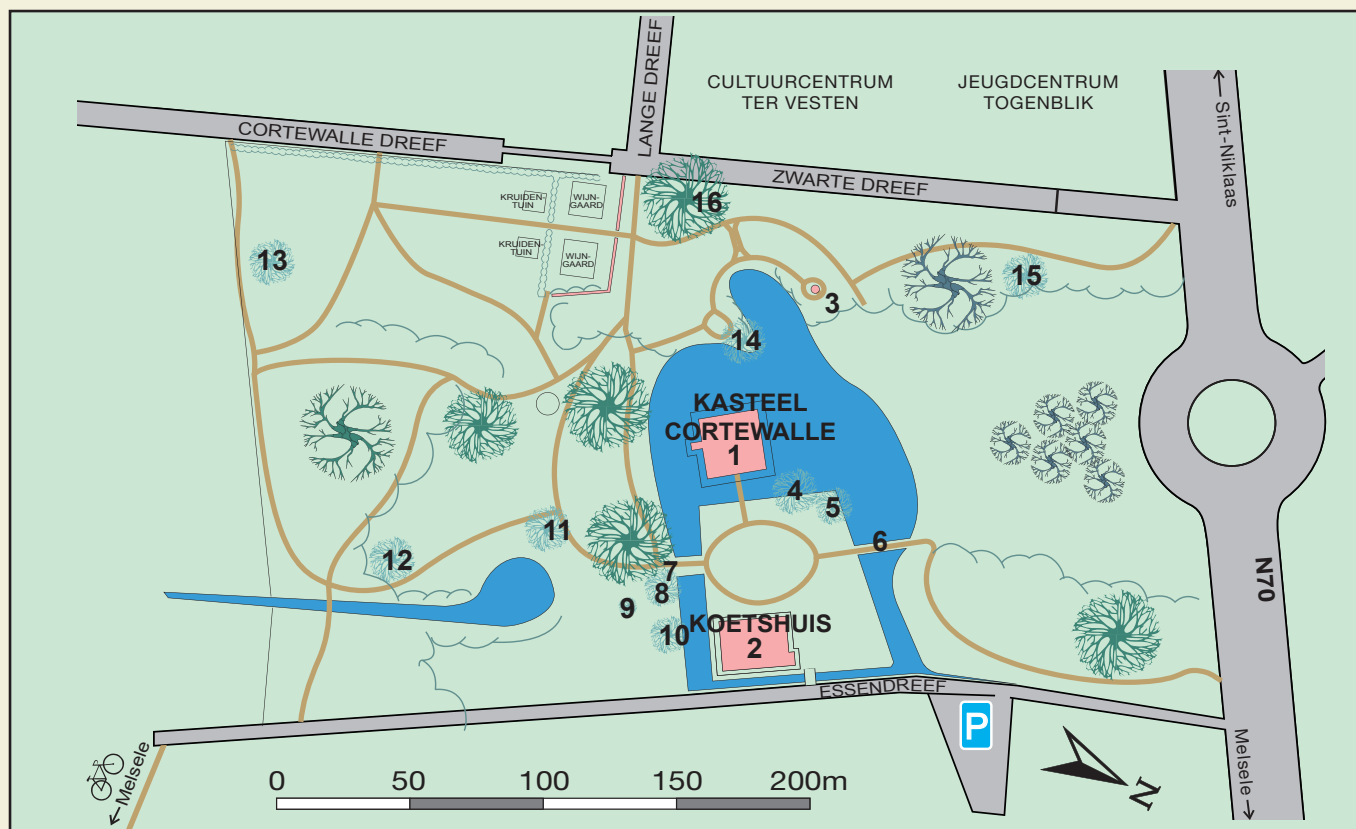 LANGE DREEF
CULTUURCENTRUM
TER VESTEN
JEUGDCENTRUM
TOGENBLIK
Sint-Niklaas
CORTEWALLE DREEF
ZWARTE DREEF
KRUIDEN-
TUIN
WIJN-
GAARD
16
KRUIDEN-
TUIN
WIJN-
GAARD
13
15
3
14
KASTEEL
CORTEWALLE
1
4
5
11
6
12
7
8
9
10
KOETSHUIS
2
N70
ESSENDREEF
P
Melsele
Melsele
N
0 50 100 150 200m